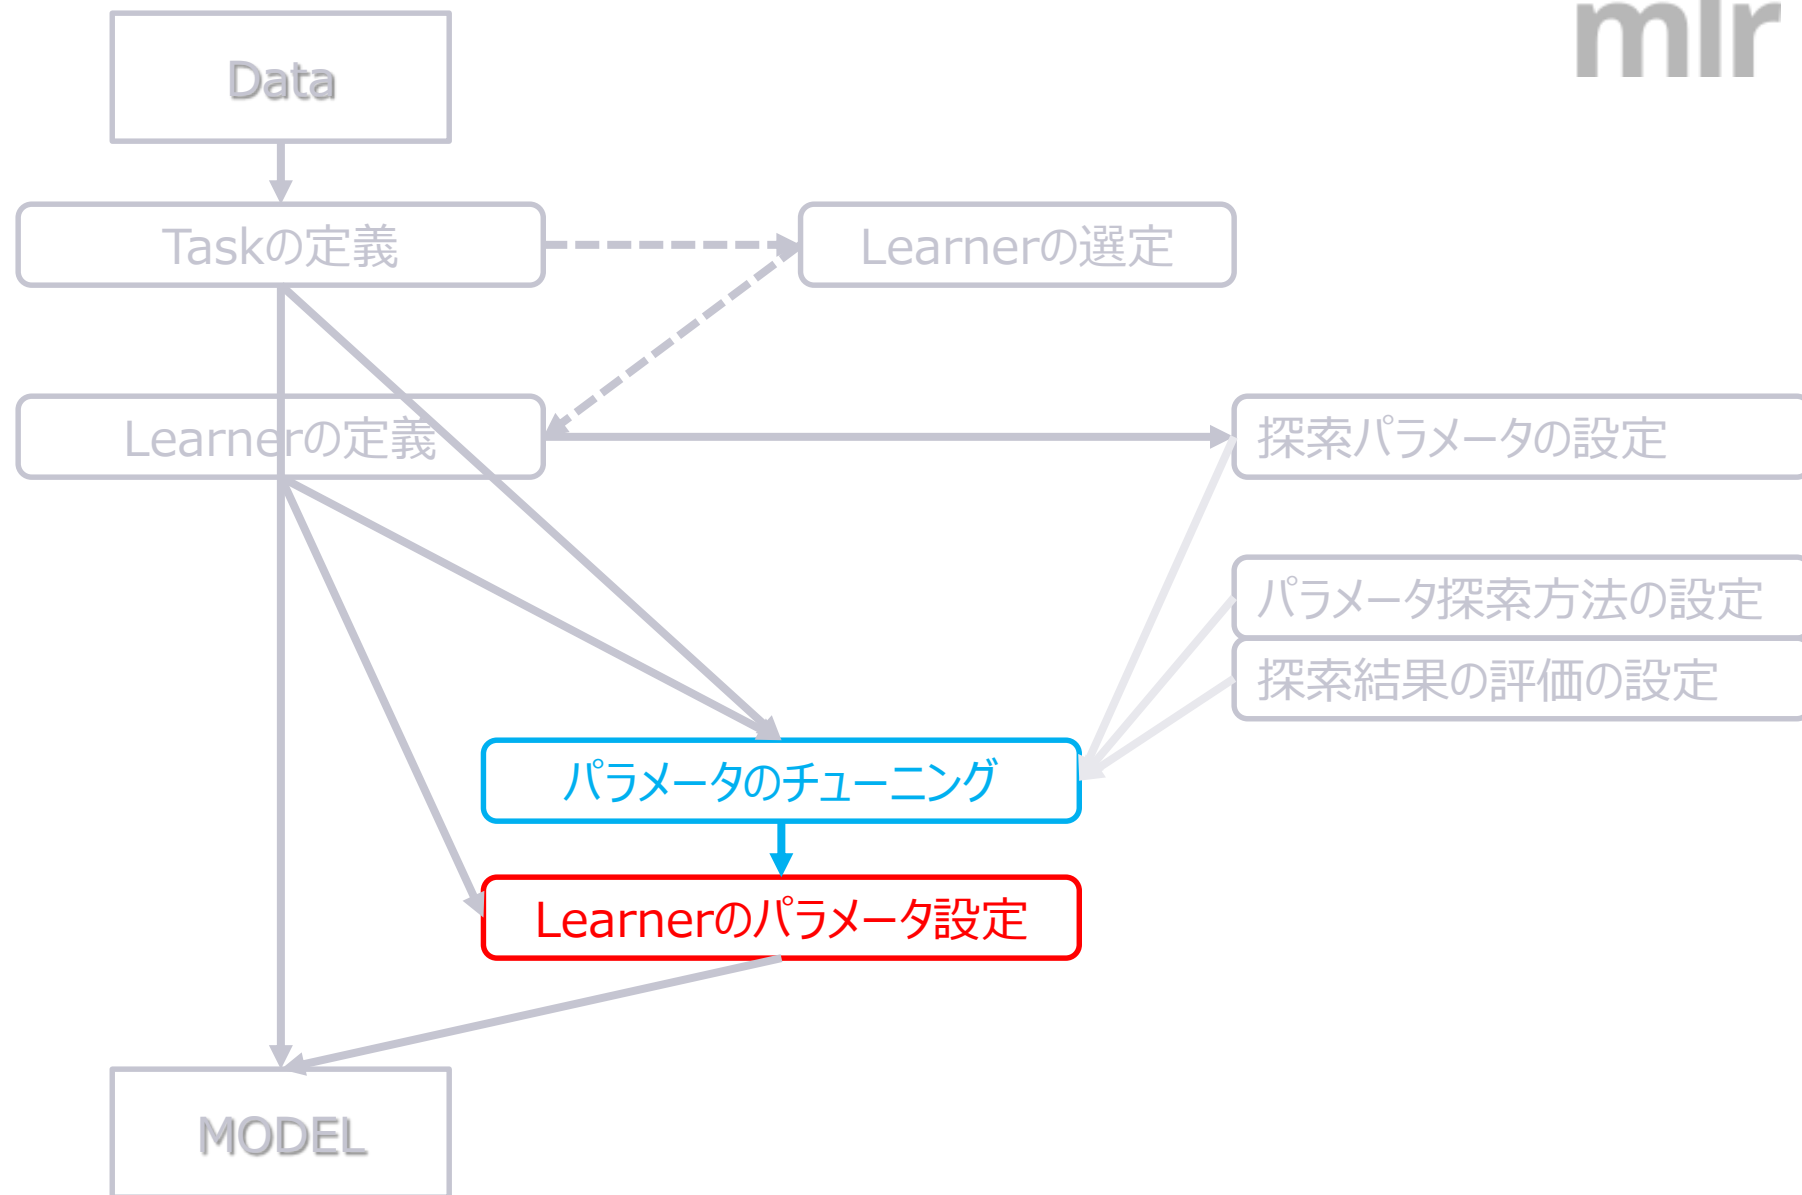 mlr
Data
Taskの定義
Learnerの選定
Learnerの定義
探索パラメータの設定
パラメータ探索方法の設定
探索結果の評価の設定
パラメータのチューニング
Learnerのパラメータ設定
MODEL